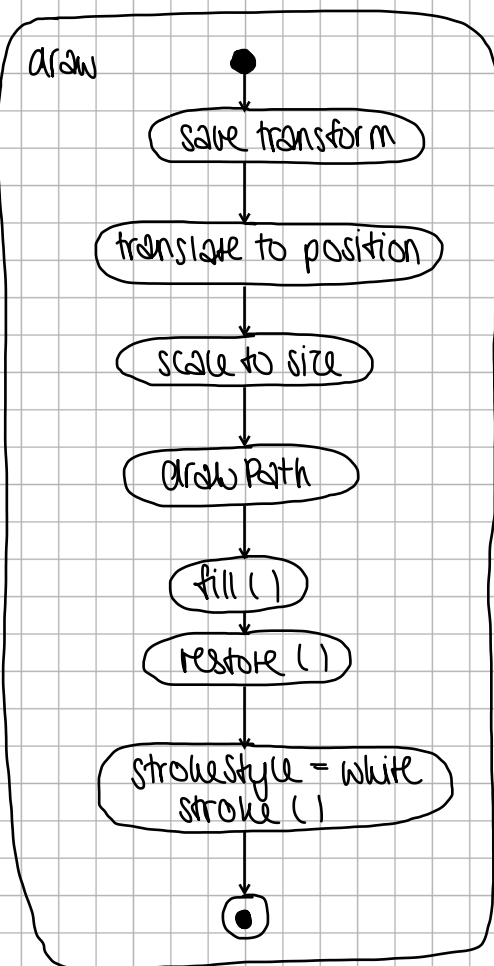 draw
save transform
translate to position
scale to size
draw Path
fill ( )
restore ( )
strokeStyle = white
stroke ( )